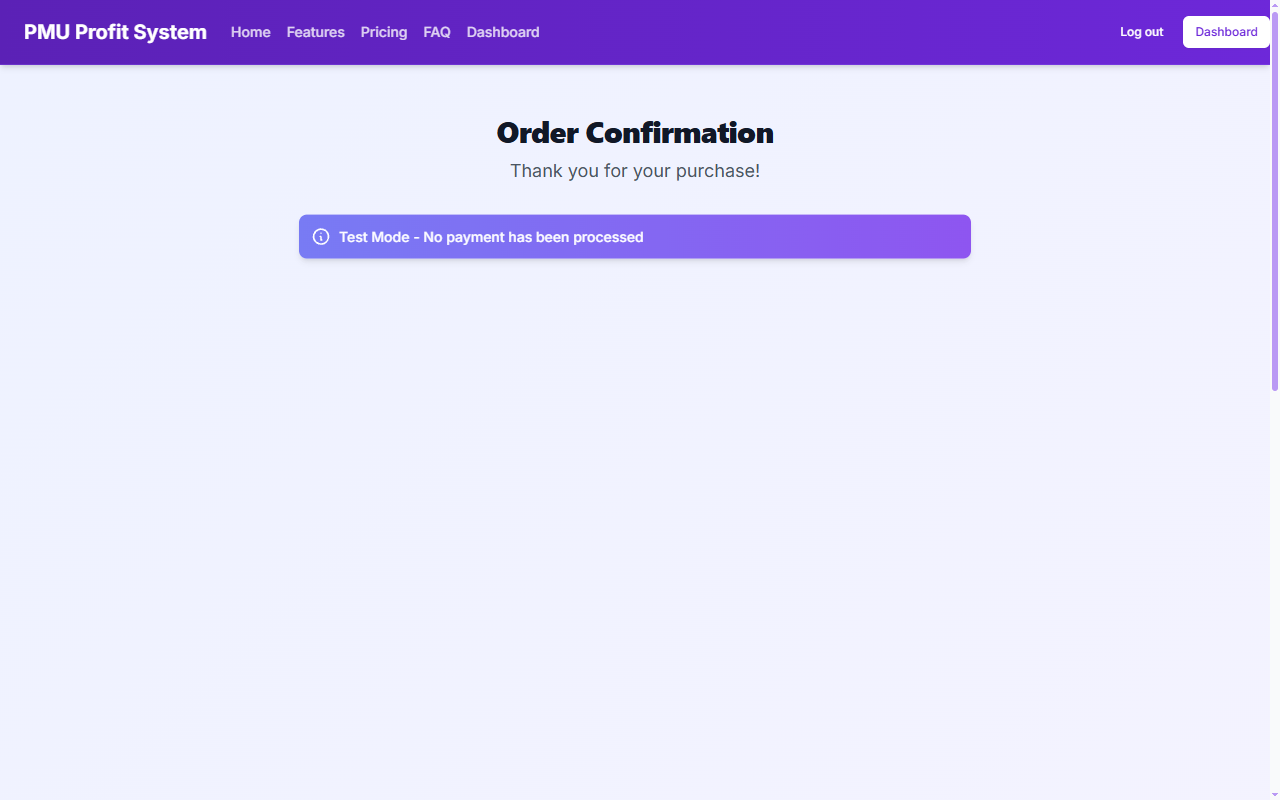 PMU Profit System Home Features Pricing FAQ Dashboard Log out Dashboard
Order Confirmation
Thank you for your purchase!
Test Mode - No payment has been processed